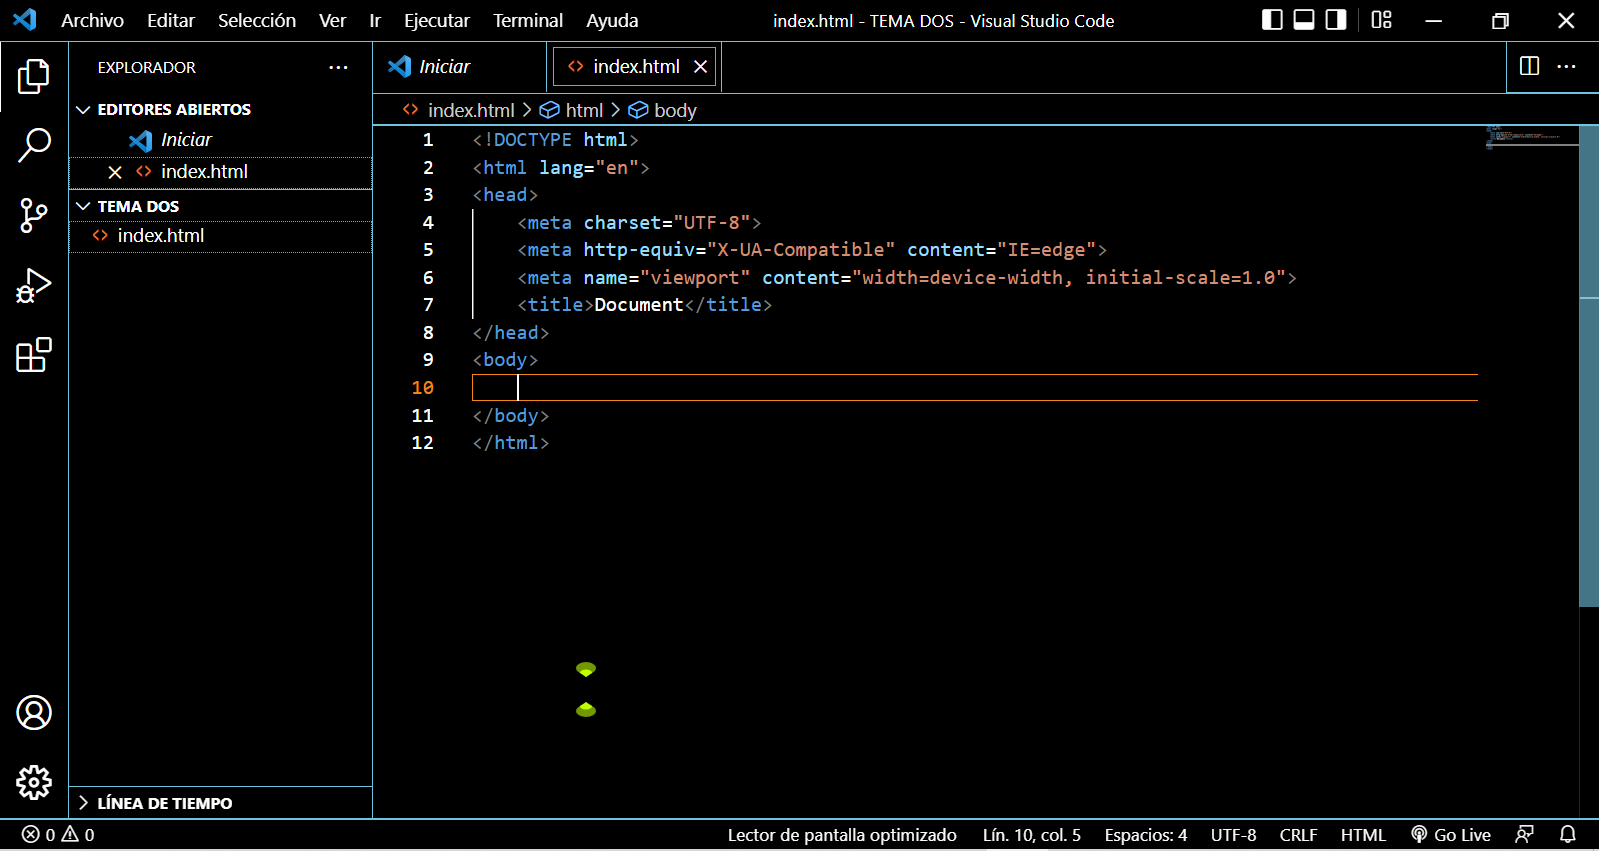 Archivo Editar Selección Ver Ir Ejecutar Terminal Ayuda index.html - TEMA DOS - Visual Studio Code
EXPLORADOR
EDITORES ABIERTOS
Iniciar
index.html
TEMA DOS
index.html
LÍNEA DE TIEMPO
Iniciar index.html
index.html > html > body
1 <!DOCTYPE html>
2 <html lang="en">
3 <head>
4 <meta charset="UTF-8">
5 <meta http-equiv="X-UA-Compatible" content="IE=edge">
6 <meta name="viewport" content="width=device-width, initial-scale=1.0">
7 <title>Document</title>
8 </head>
9 <body>
10
11 </body>
12 </html>
0 0 Lector de pantalla optimizado Lín. 10, col. 5 Espacios: 4 UTF-8 CRLF HTML Go Live